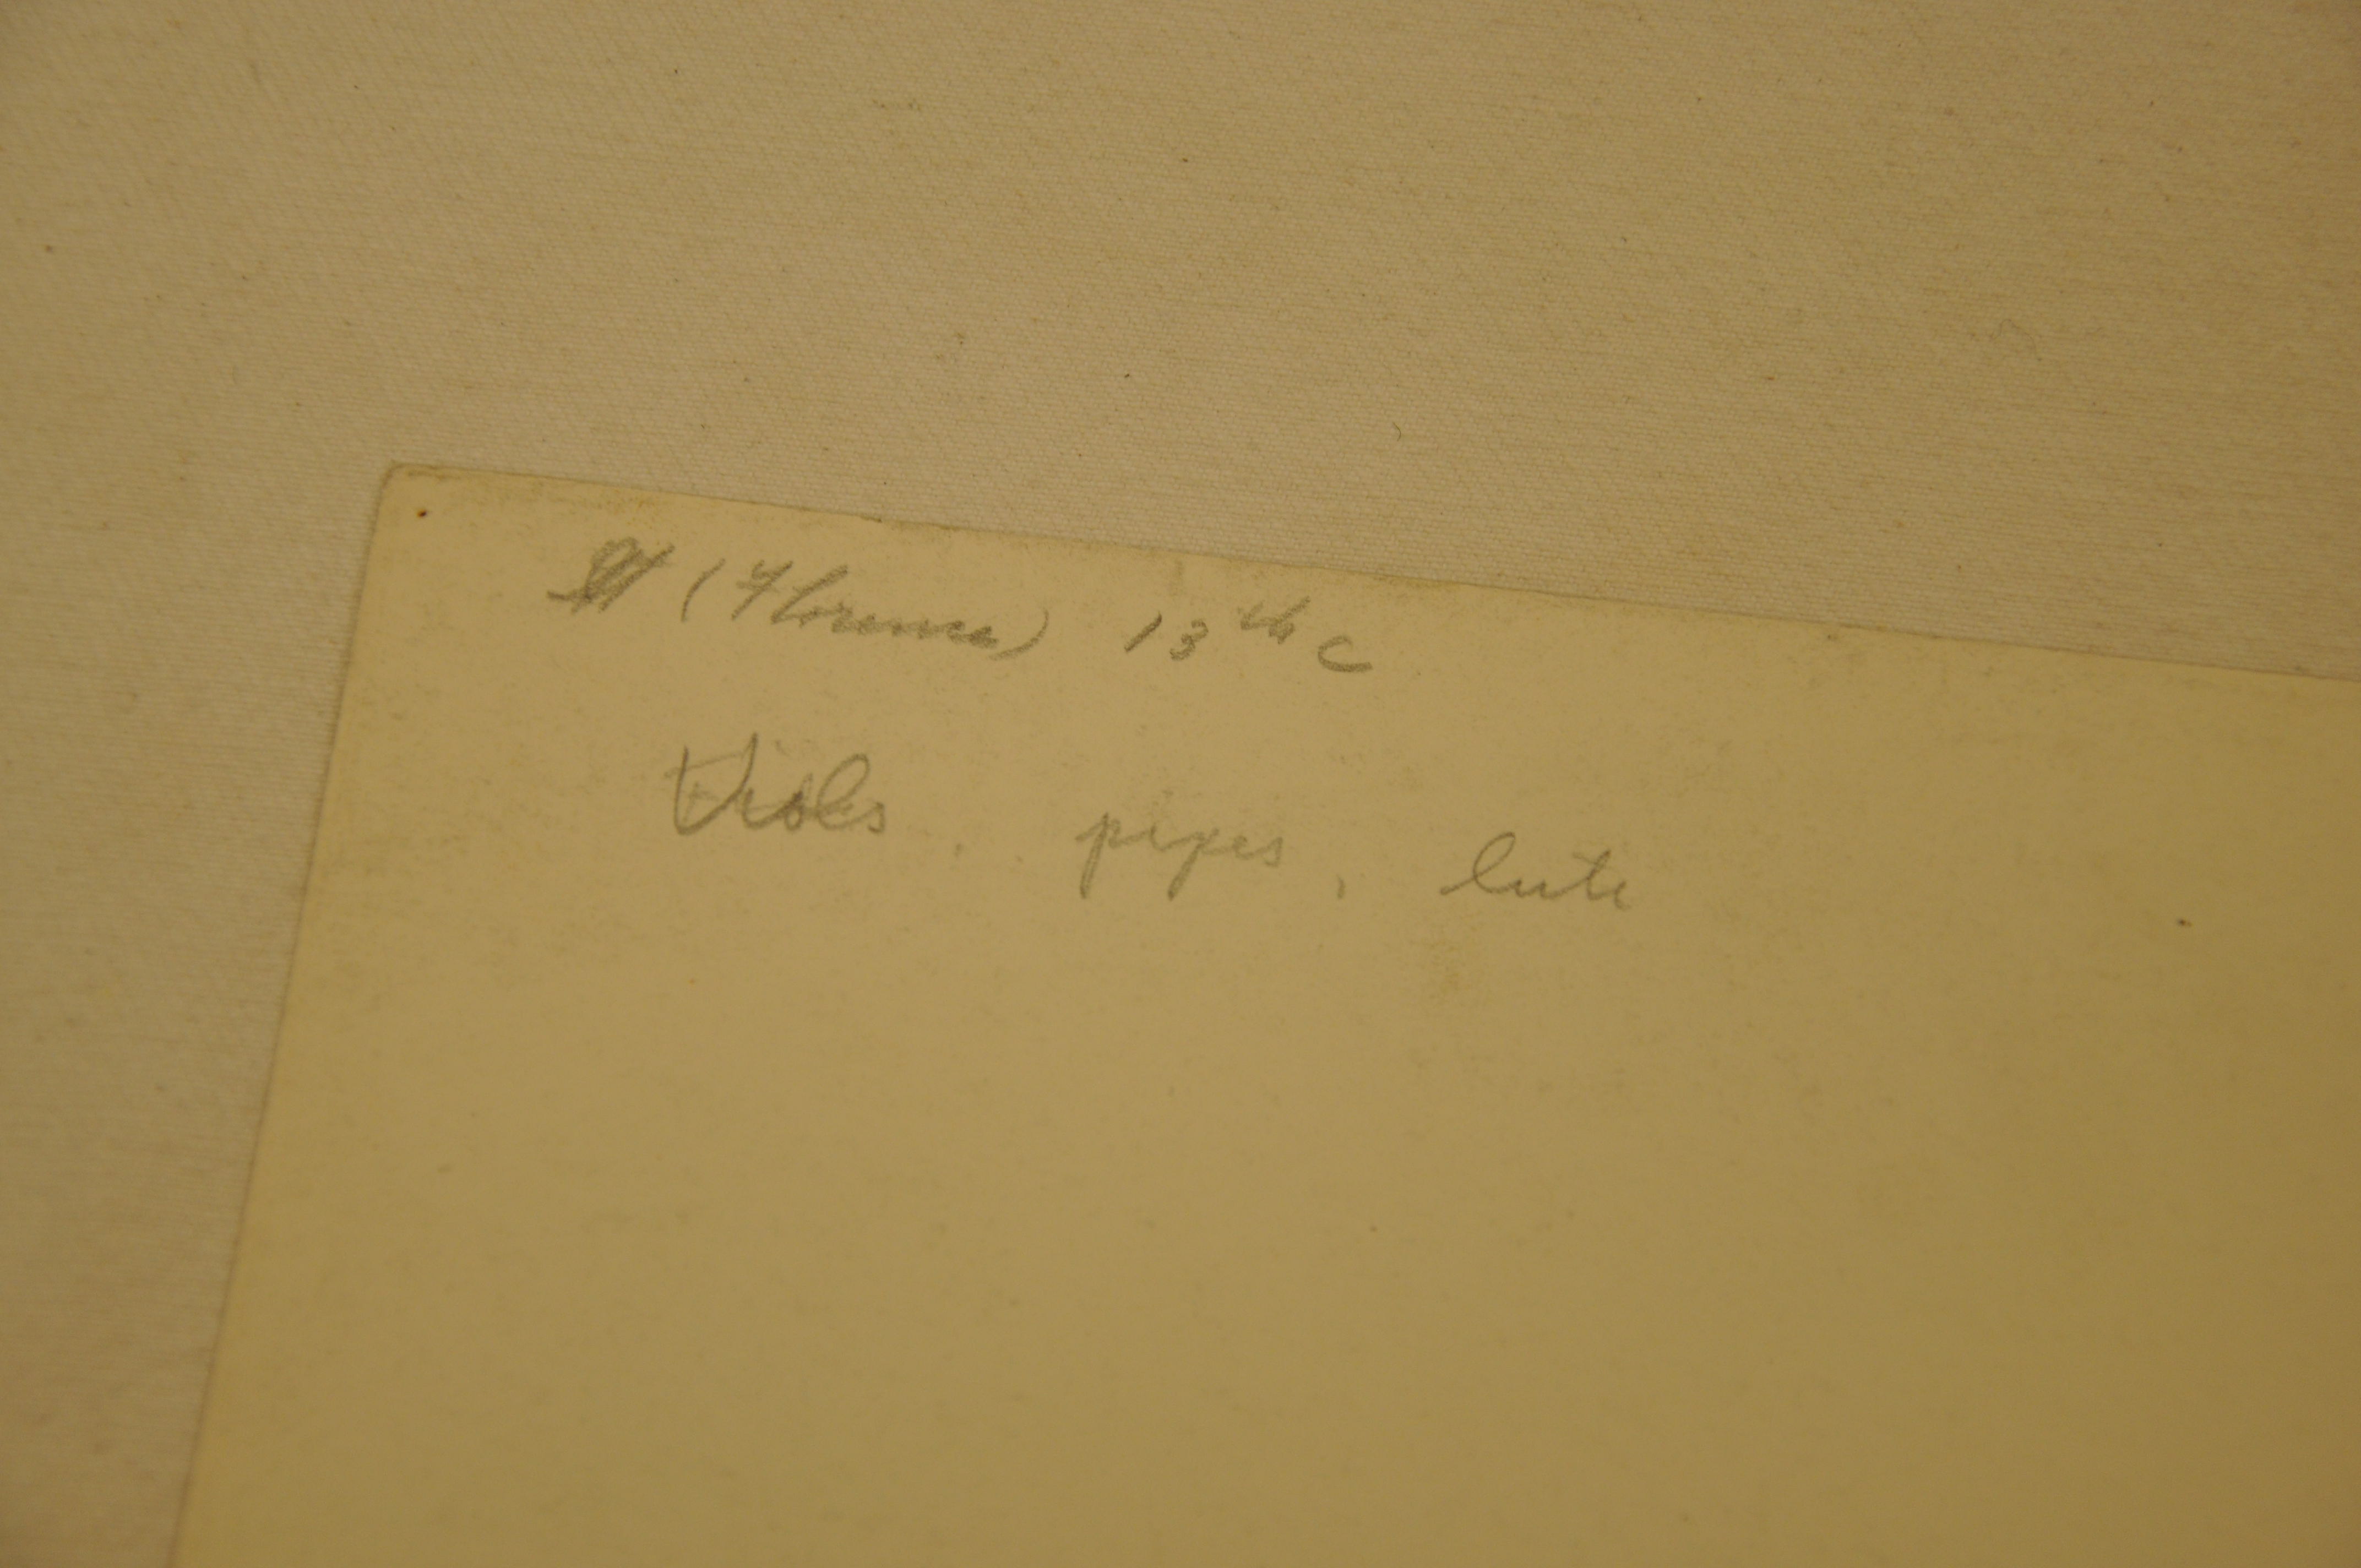 (Florence) 13th C
Viols, pipes, lute